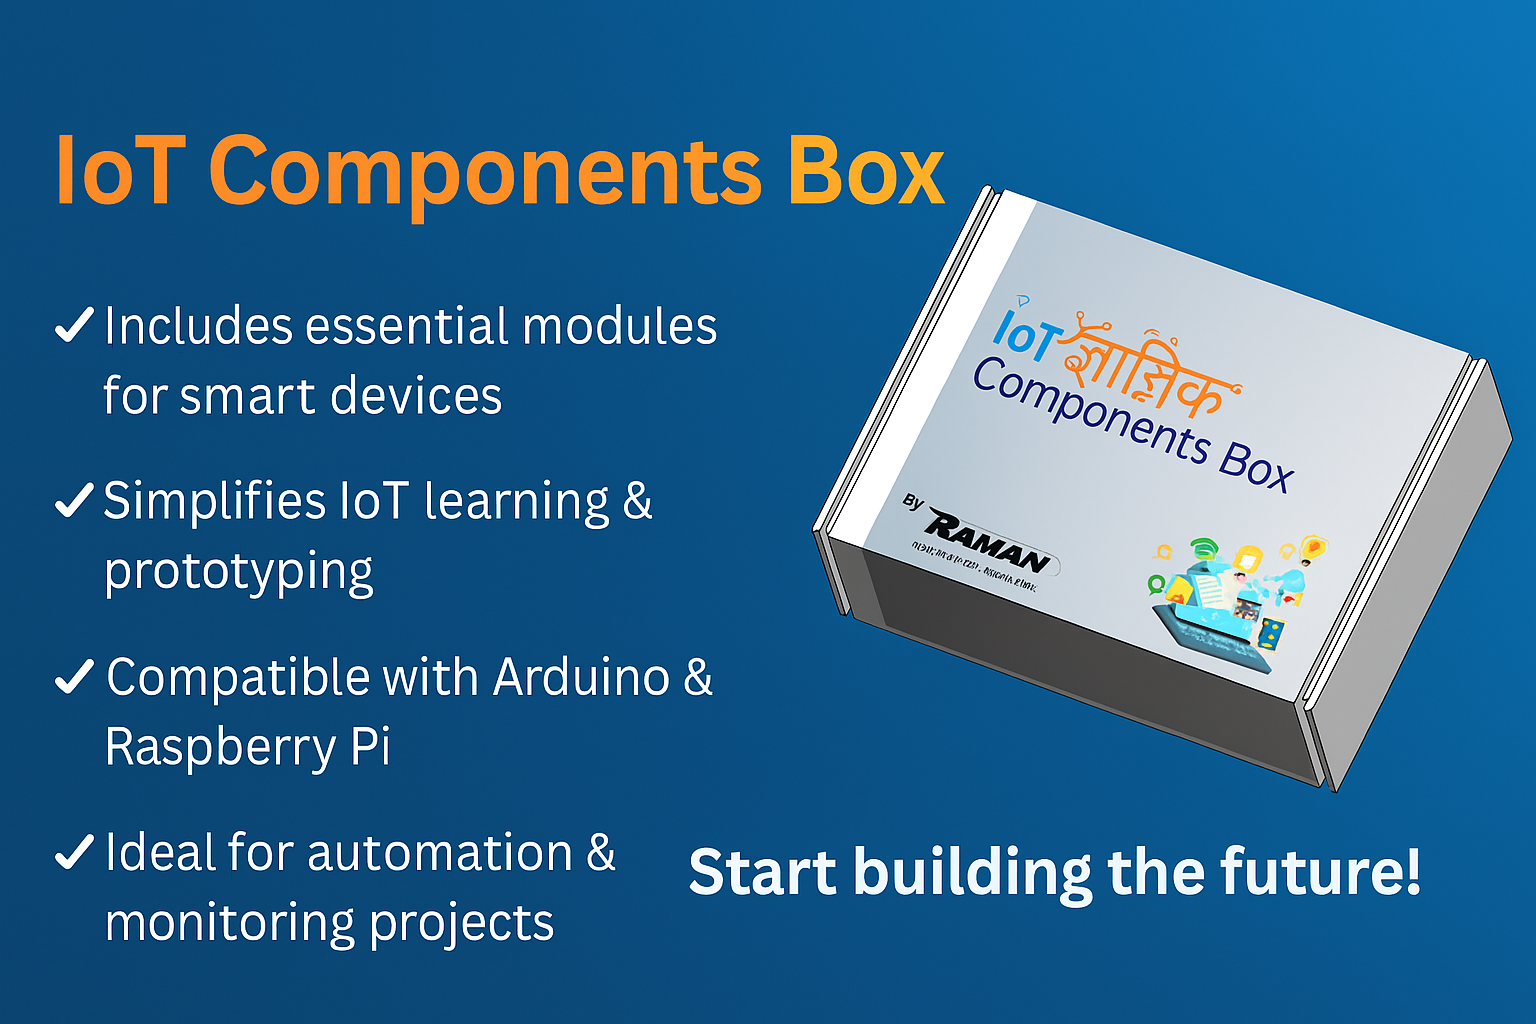 IoT Components Box
✓ Includes essential modules
for smart devices
✓ Simplifies IoT learning &
prototyping
✓ Compatible with Arduino &
Raspberry Pi
✓ Ideal for automation &
monitoring projects
IoT
Components Box
By RAMAN
Start building the future!